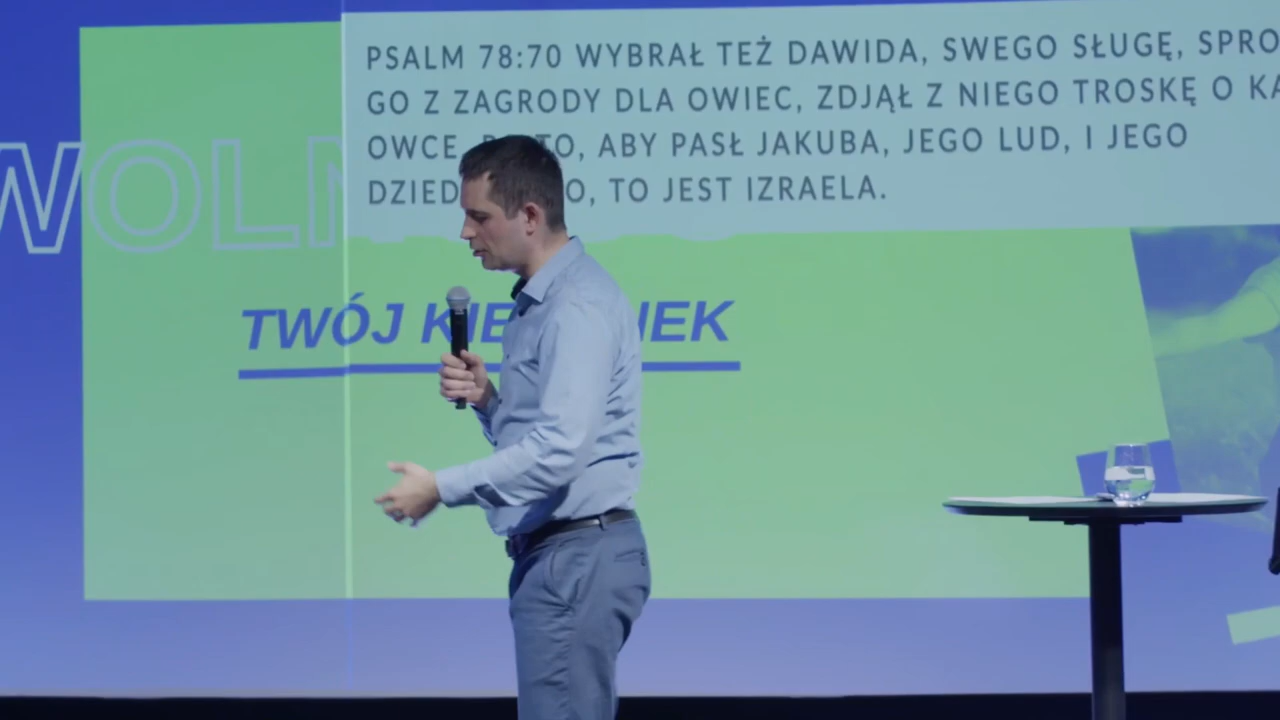 PSALM 78:70 WYBRAŁ TEŻ DAWIDA, SWEGO SŁUGĘ,
GO Z ZAGRODY DLA OWIEC, ZDJĄŁ Z NIEGO TROSKĘ O
OWCE ABY PASŁ JAKUBA, JEGO LUD, I JEGO
TO JEST IZRAELA.
TWÓJ